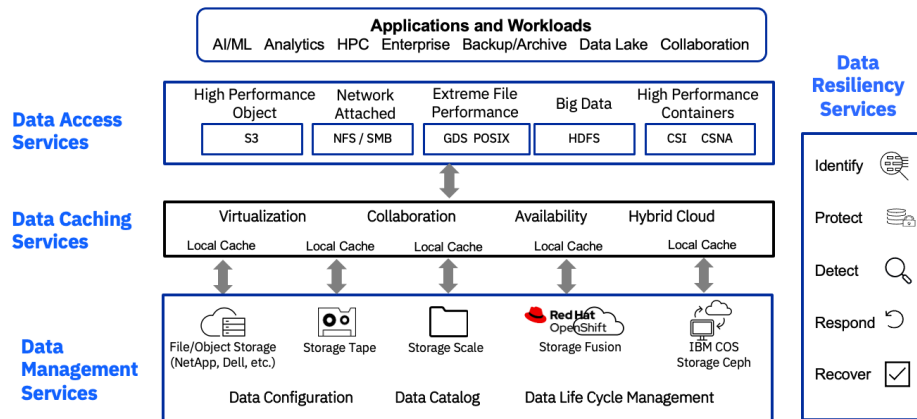 Applications and Workloads
AI/ML Analytics HPC Enterprise Backup/Archive Data Lake Collaboration
Data Access
Services
High Performance
Object
S3
Network
Attached
NFS / SMB
Extreme File
Performance
GDS POSIX
Big Data
HDFS
High Performance
Containers
CSI CSNA
Data Caching
Services
Virtualization Collaboration Availability Hybrid Cloud
Local Cache Local Cache Local Cache Local Cache Local Cache
Data
Management
Services
File/Object Storage
(NetApp, Dell, etc.)
Storage Tape
Storage Scale
Red Hat
OpenShift
Storage Fusion
IBM COS
Storage Ceph
Data Configuration Data Catalog Data Life Cycle Management
Data
Resiliency
Services
Identify
Protect
Detect
Respond
Recover